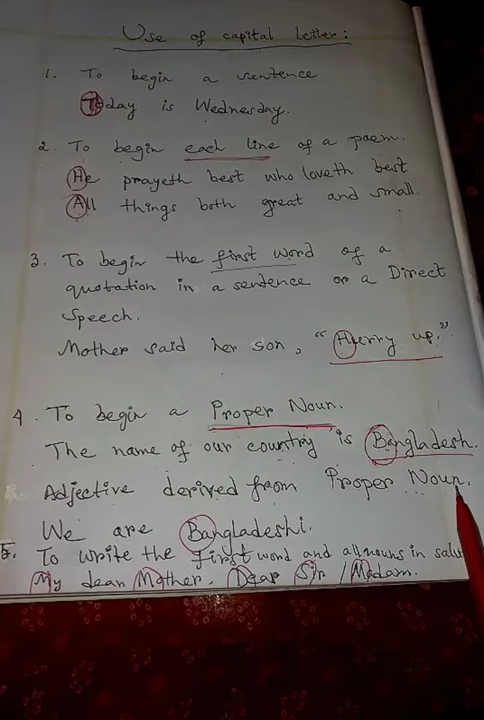 Use of capital letter:
1. To begin a sentence
Today is Wednesday.
2. To begin each line of a poem.
He prayeth best who loveth best
All things both great and small.
3. To begin the first word of a
quotation in a sentence or a Direct
Speech.
Mother said her son, "Hurry up."
4. To begin a Proper Noun.
The name of our country is Bangladesh.
Adjective derived from Proper Noun.
We are Bangladeshi.
5. To write the first word and all nouns in
My dear Mother, Dear Sir / Madam.